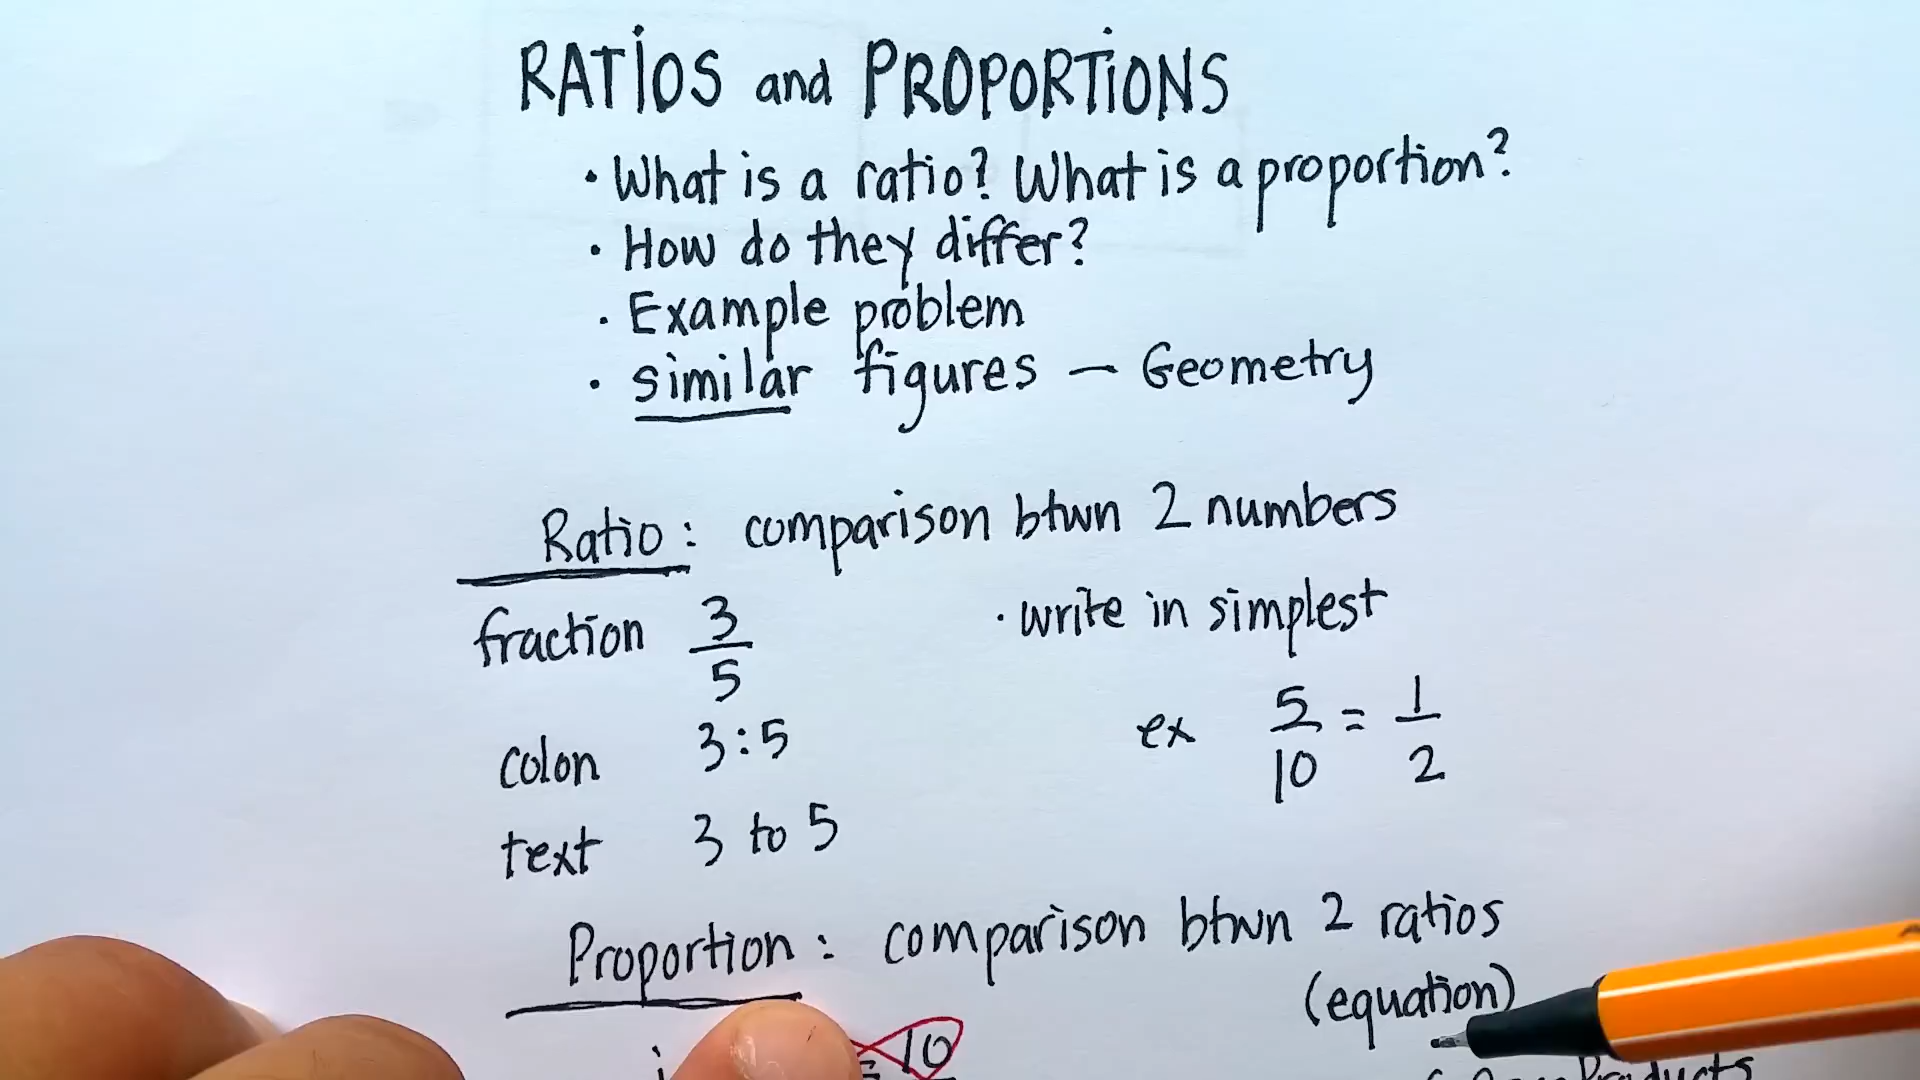 RATIOS and PROPORTIONS
• What is a ratio? What is a proportion?
• How do they differ?
• Example problem
• similar figures — Geometry
Ratio: comparison btwn 2 numbers
fraction 3/5
• write in simplest
colon 3:5
ex 5/10 = 1/2
text 3 to 5
Proportion: comparison btwn 2 ratios
(equation)
= 10
Products